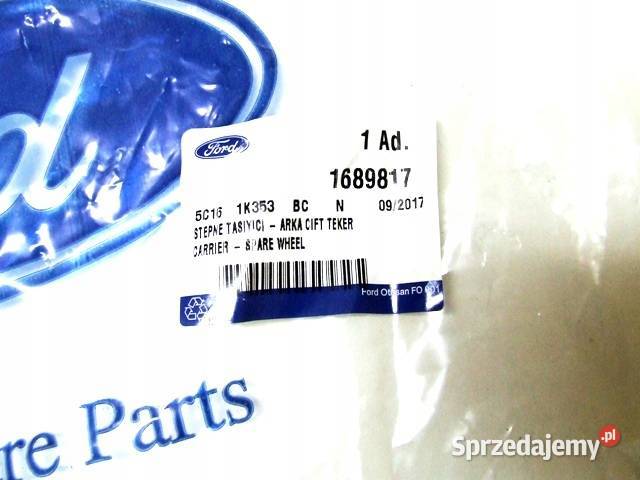 Ford
1 Ad.
1689817
5C16 1K353 BC N 09/2017
STEPNE TASIYICI - ARKA CIFT TEKER
CARRIER - SPARE WHEEL
Ford Otosan FO
Parts
Sprzedajemy.pl